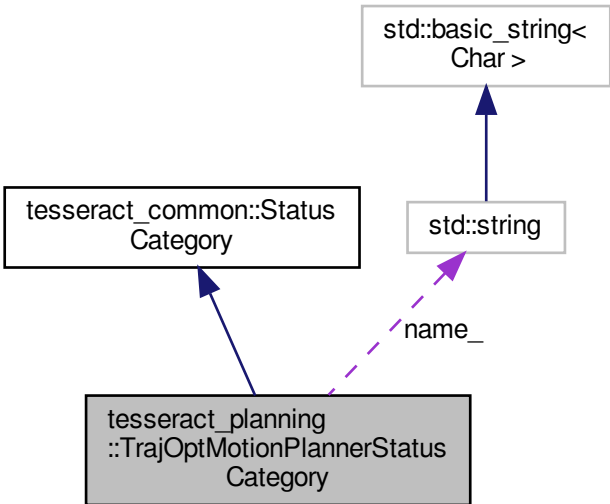 std::basic_string<
Char >
tesseract_common::Status
Category
std::string
name_
tesseract_planning
::TrajOptMotionPlannerStatus
Category